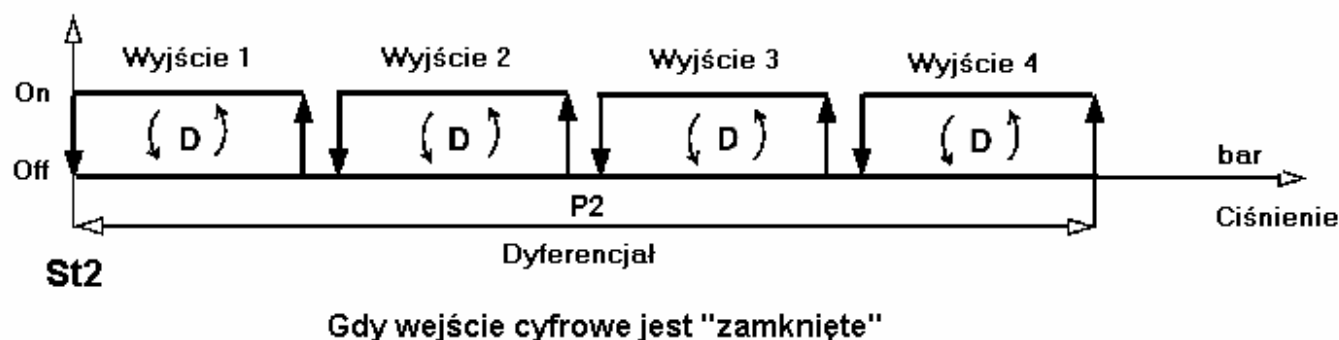 Wyjście 1 Wyjście 2 Wyjście 3 Wyjście 4
On
D D D D
Off
bar
P2
Ciśnienie
Dyferencjał
St2
Gdy wejście cyfrowe jest "zamknięte"